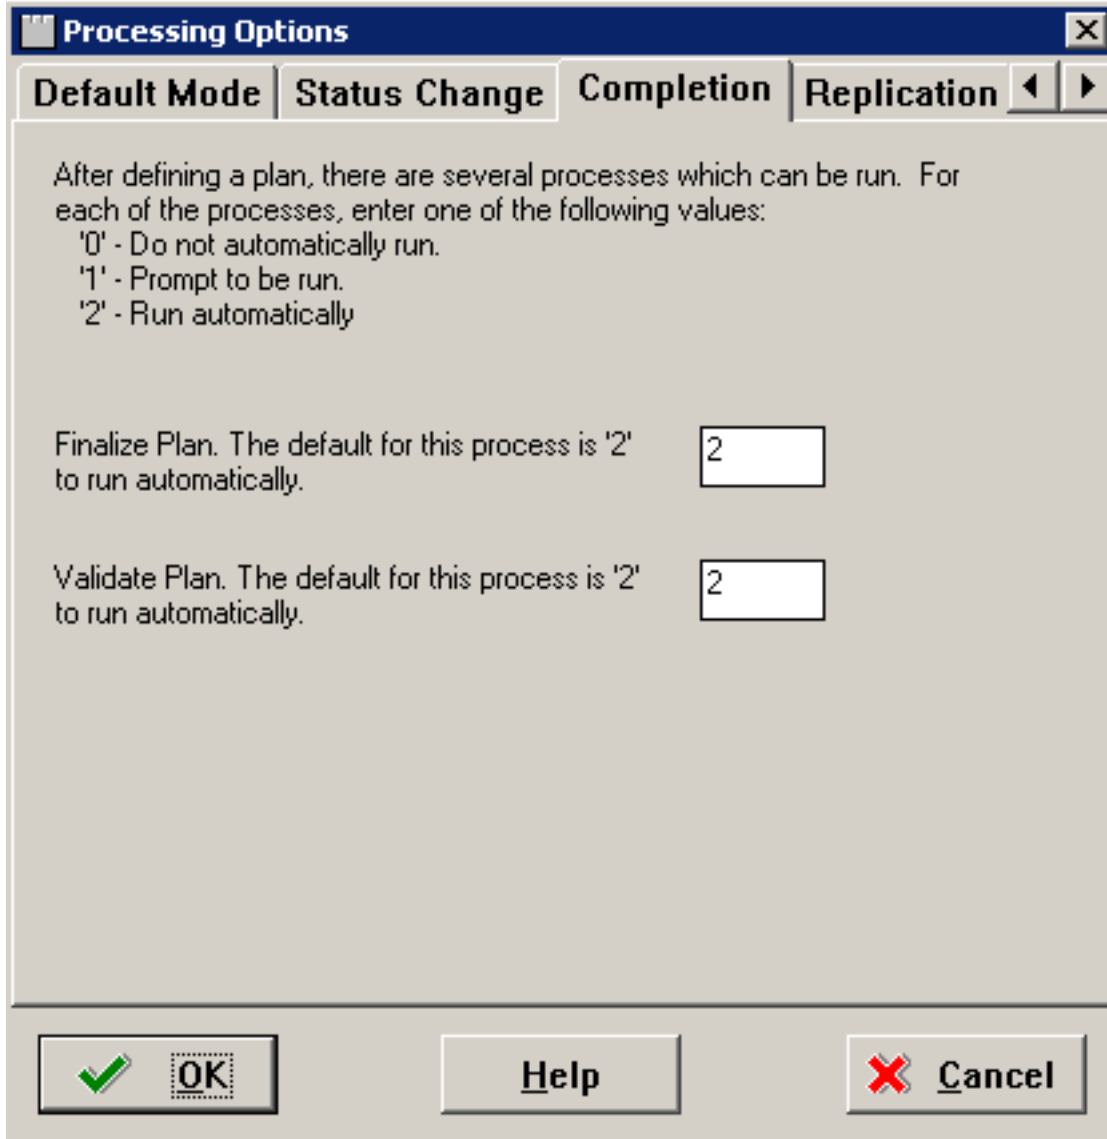 Processing Options
Default Mode Status Change Completion Replication
After defining a plan, there are several processes which can be run.  For
each of the processes, enter one of the following values:
'0' - Do not automatically run.
'1' - Prompt to be run.
'2' - Run automatically
Finalize Plan. The default for this process is '2'
to run automatically.
2
Validate Plan. The default for this process is '2'
to run automatically.
2
OK Help Cancel